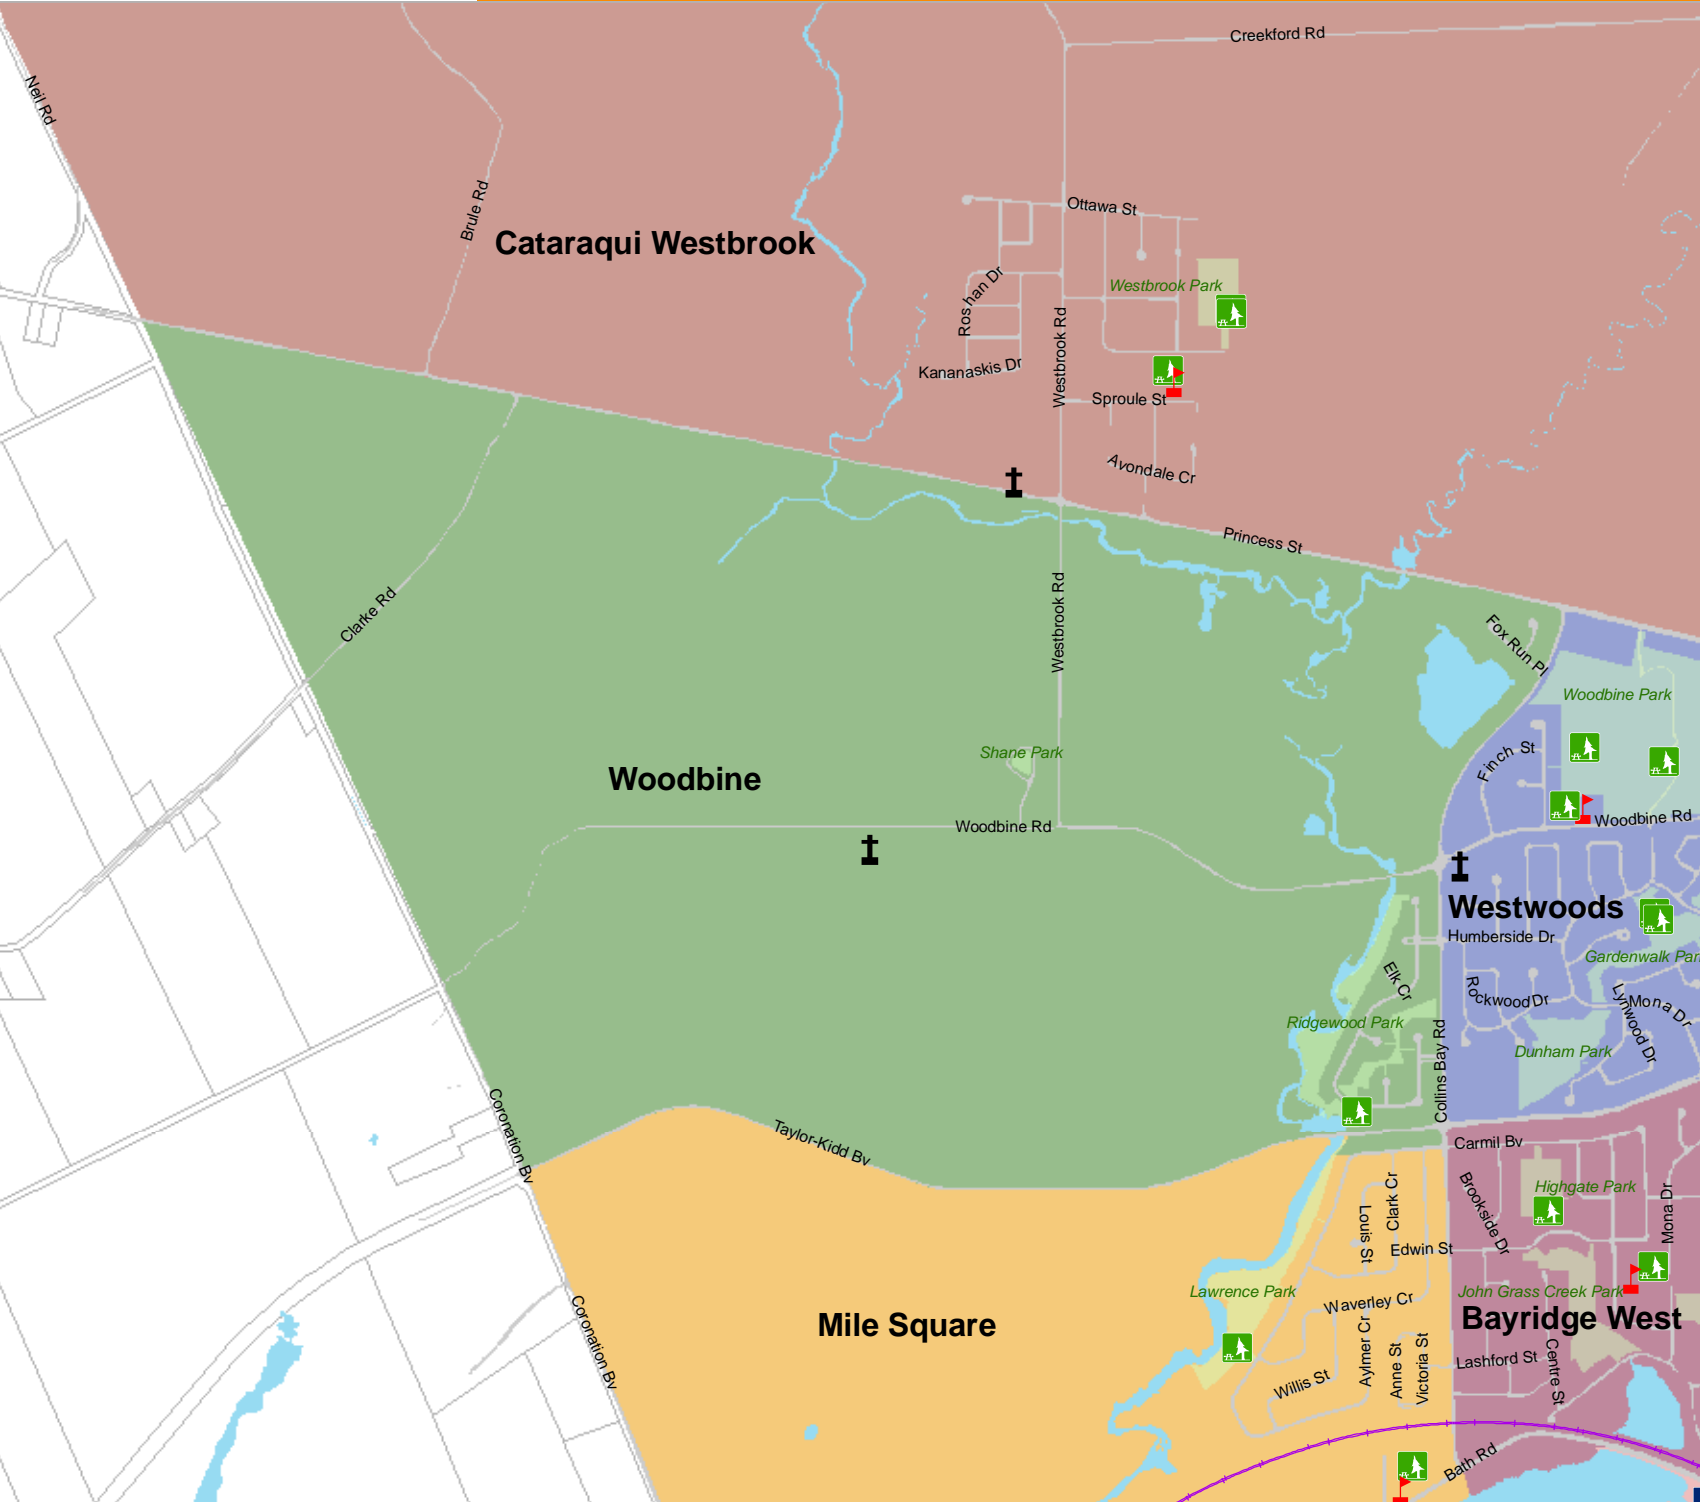 Creekford Rd
Neil Rd
Brule Rd
Ottawa St
Cataraqui Westbrook
Roshan Dr
Westbrook Park
Westbrook Rd
Kananaskis Dr
Sproule St
Avondale Cr
Princess St
Clarke Rd
Westbrook Rd
Fox Run Pl
Woodbine Park
Finch St
Shane Park
Woodbine
Woodbine Rd
Woodbine Rd
Westwoods
Humberside Dr
Gardenwalk Par
Elk Cr
Rockwood Dr
Lynwood Dr
Mona Dr
Ridgewood Park
Dunham Park
Collins Bay Rd
Coronation Bv
Taylor-Kidd Bv
Carmil Bv
Highgate Park
Brookside Dr
Mona Dr
Clark Cr
Louis St
Edwin St
Lawrence Park
John Grass Creek Park
Waverley Cr
Mile Square
Bayridge West
Coronation Bv
Aylmer Cr
Anne St
Victoria St
Lashford St
Centre St
Willis St
Bath Rd